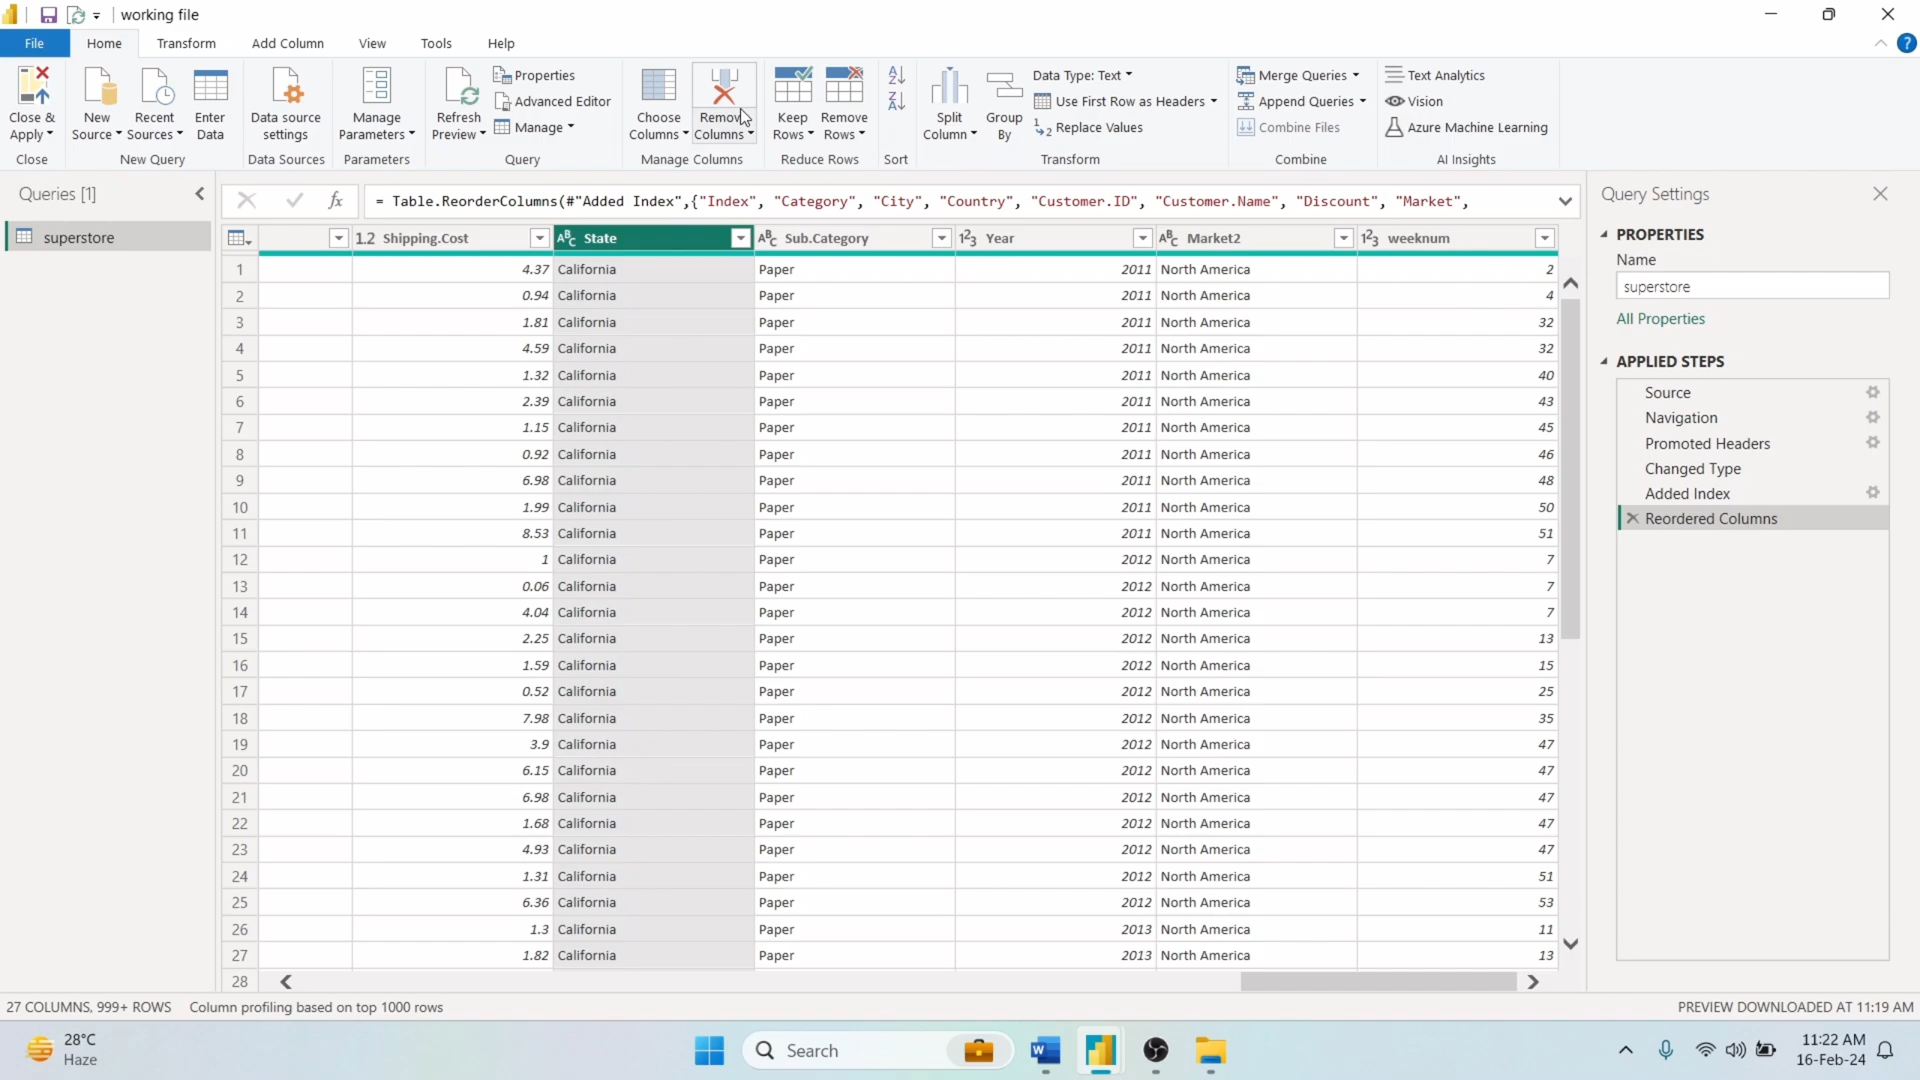 working file
File Home Transform Add Column View Tools Help
Close & Apply
New Source
Recent Sources
Enter Data
Data source settings
Manage Parameters
Refresh Preview
Properties
Advanced Editor
Manage
Choose Columns
Remove Columns
Keep Rows
Remove Rows
Split Column
Group By
Data Type: Text
Use First Row as Headers
Replace Values
Merge Queries
Append Queries
Combine Files
Text Analytics
Vision
Azure Machine Learning
Close New Query Data Sources Parameters Query Manage Columns Reduce Rows Sort Transform Combine AI Insights
Queries [1]
superstore
fx = Table.ReorderColumns(#"Added Index",{"Index", "Category", "City", "Country", "Customer.ID", "Customer.Name", "Discount", "Market",
1.2 Shipping.Cost ABC State ABC Sub.Category 123 Year ABC Market2 123 weeknum
1 4.37 California Paper 2011 North America 2
2 0.94 California Paper 2011 North America 4
3 1.81 California Paper 2011 North America 32
4 4.59 California Paper 2011 North America 32
5 1.32 California Paper 2011 North America 40
6 2.39 California Paper 2011 North America 43
7 1.15 California Paper 2011 North America 45
8 0.92 California Paper 2011 North America 46
9 6.98 California Paper 2011 North America 48
10 1.99 California Paper 2011 North America 50
11 8.53 California Paper 2011 North America 51
12 1 California Paper 2012 North America 7
13 0.06 California Paper 2012 North America 7
14 4.04 California Paper 2012 North America 7
15 2.25 California Paper 2012 North America 13
16 1.59 California Paper 2012 North America 15
17 0.52 California Paper 2012 North America 25
18 7.98 California Paper 2012 North America 35
19 3.9 California Paper 2012 North America 47
20 6.15 California Paper 2012 North America 47
21 6.98 California Paper 2012 North America 47
22 1.68 California Paper 2012 North America 47
23 4.93 California Paper 2012 North America 47
24 1.31 California Paper 2012 North America 51
25 6.36 California Paper 2012 North America 53
26 1.3 California Paper 2013 North America 11
27 1.82 California Paper 2013 North America 13
28
Query Settings
PROPERTIES
Name
superstore
All Properties
APPLIED STEPS
Source
Navigation
Promoted Headers
Changed Type
Added Index
Reordered Columns
27 COLUMNS, 999+ ROWS Column profiling based on top 1000 rows
PREVIEW DOWNLOADED AT 11:19 AM
28°C
Haze
Search
11:22 AM
16-Feb-24